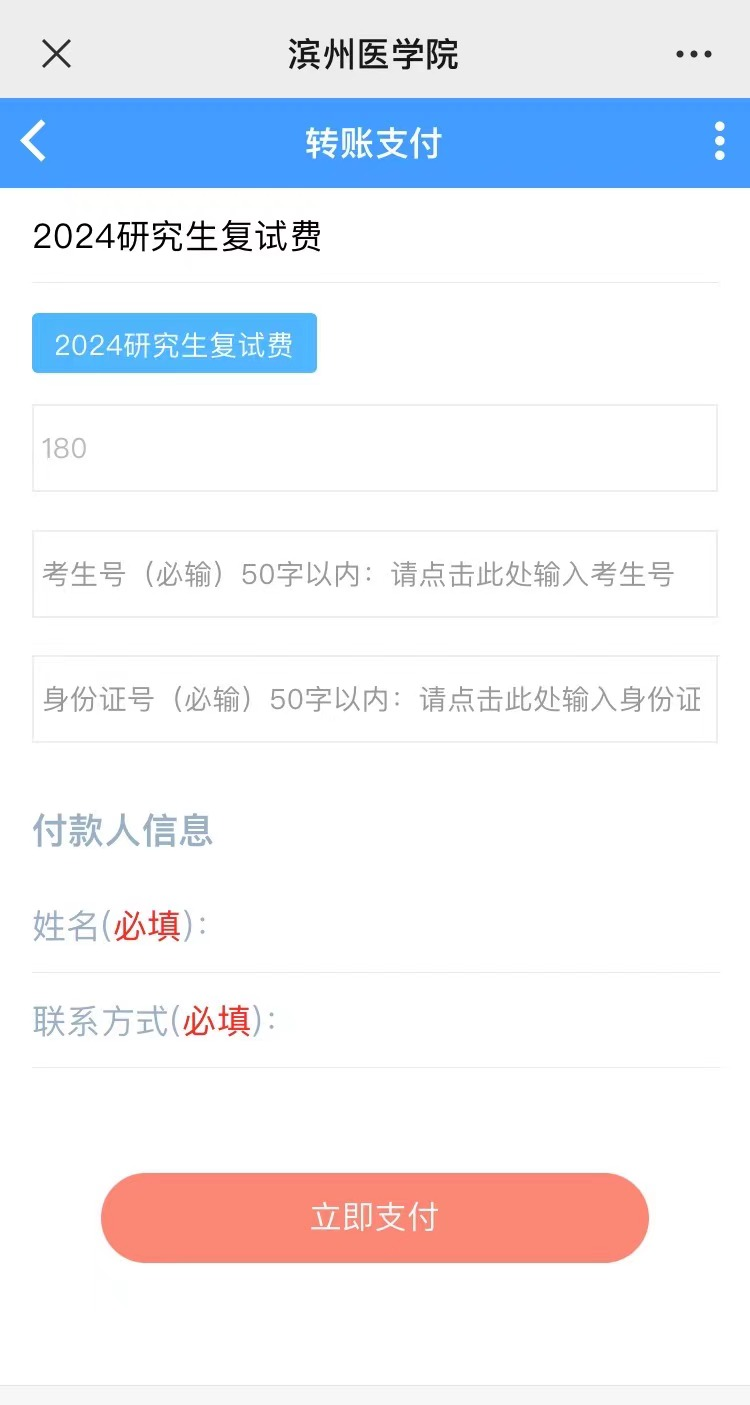 滨州医学院
转账支付
2024研究生复试费
2024研究生复试费
180
考生号（必输）50字以内：请点击此处输入考生号
身份证号（必输）50字以内：请点击此处输入身份证
付款人信息
姓名(必填)：
联系方式(必填)：
立即支付